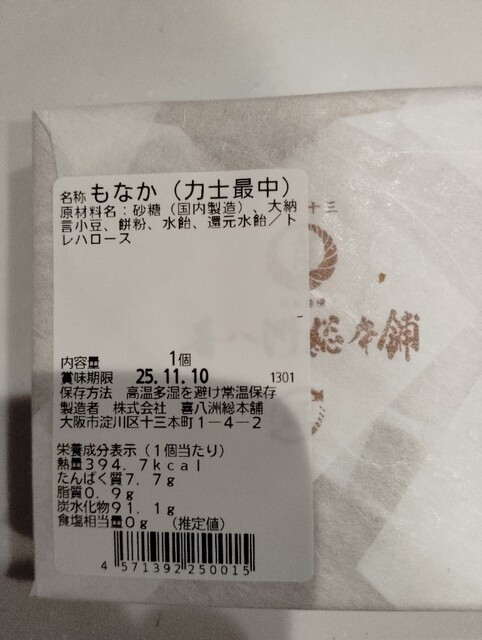 名称 もなか（力士最中）
原材料名：砂糖（国内製造）、大納
言小豆、餅粉、水飴、還元水飴／ト
レハロース
内容量 1個
賞味期限 25.11.10 1301
保存方法 高温多湿を避け常温保存
製造者 株式会社 喜八洲総本舗
大阪市淀川区十三本町1－4－2
栄養成分表示（1個当たり）
熱量394.7kcal
たんぱく質7.7g
脂質0.9g
炭水化物91.1g
食塩相当量0g （推定値）
4 571392 250015
十三
八洲総本舗